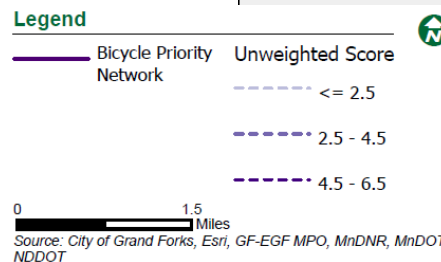 Legend
N
Bicycle Priority
Network
Unweighted Score
<= 2.5
2.5 - 4.5
4.5 - 6.5
0 1.5
Miles
Source: City of Grand Forks, Esri, GF-EGF MPO, MnDNR, MnDOT
NDDOT